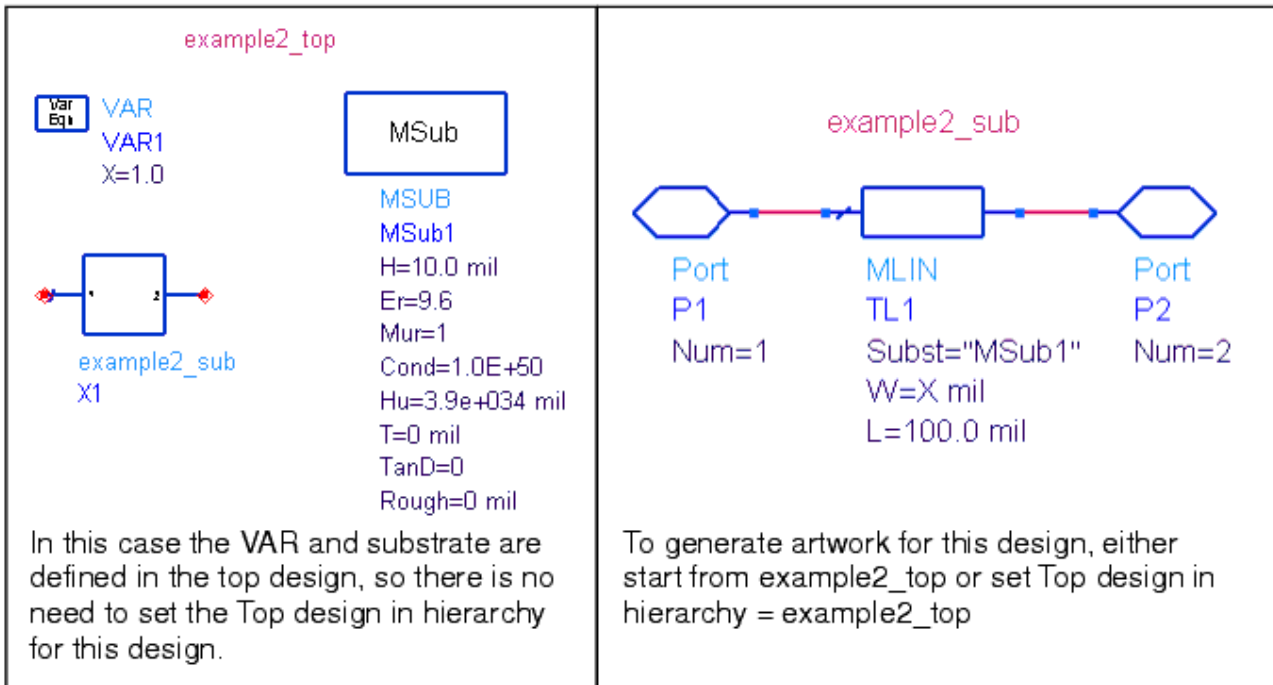 example2_top
Var
Eqn
VAR
VAR1
X=1.0
MSub
MSUB
MSub1
H=10.0 mil
Er=9.6
Mur=1
Cond=1.0E+50
Hu=3.9e+034 mil
T=0 mil
TanD=0
Rough=0 mil
1
2
example2_sub
X1
In this case the VAR and substrate are
defined in the top design, so there is no
need to set the Top design in hierarchy
for this design.
example2_sub
Port
P1
Num=1
MLIN
TL1
Subst="MSub1"
W=X mil
L=100.0 mil
Port
P2
Num=2
To generate artwork for this design, either
start from example2_top or set Top design in
hierarchy = example2_top